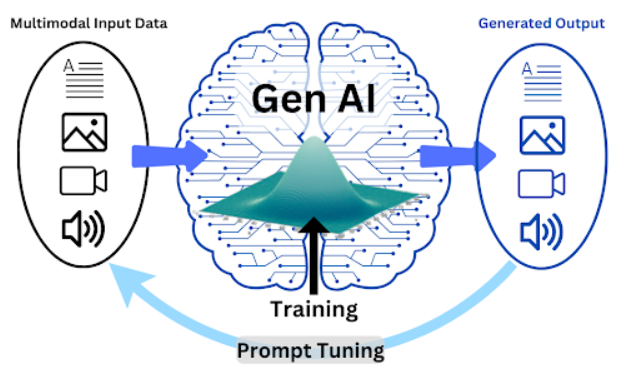 Multimodal Input Data
Generated Output
A
Gen AI
A
Training
Prompt Tuning